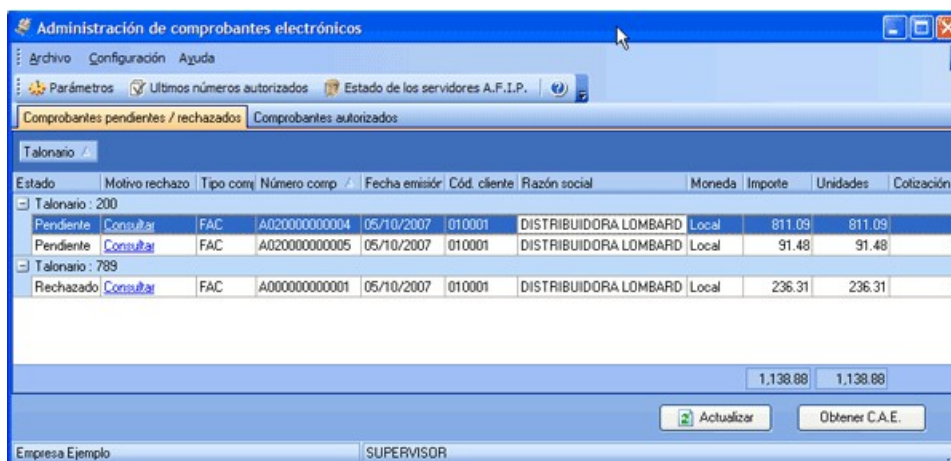 Administración de comprobantes electrónicos
Archivo Configuración Ayuda
Parámetros Ultimos números autorizados Estado de los servidores A.F.I.P.
Comprobantes pendientes / rechazados Comprobantes autorizados
Talonario
Estado Motivo rechazo Tipo com Número comp Fecha emisiór Cód. cliente Razón social Moneda Importe Unidades Cotización
Talonario : 200
Pendiente Consultar FAC A020000000004 05/10/2007 010001 DISTRIBUIDORA LOMBARD Local 811.09 811.09
Pendiente Consultar FAC A020000000005 05/10/2007 010001 DISTRIBUIDORA LOMBARD Local 91.48 91.48
Talonario : 789
Rechazado Consultar FAC A000000000001 05/10/2007 010001 DISTRIBUIDORA LOMBARD Local 236.31 236.31
1,138.88 1,138.88
Actualizar Obtener C.A.E.
Empresa Ejemplo SUPERVISOR